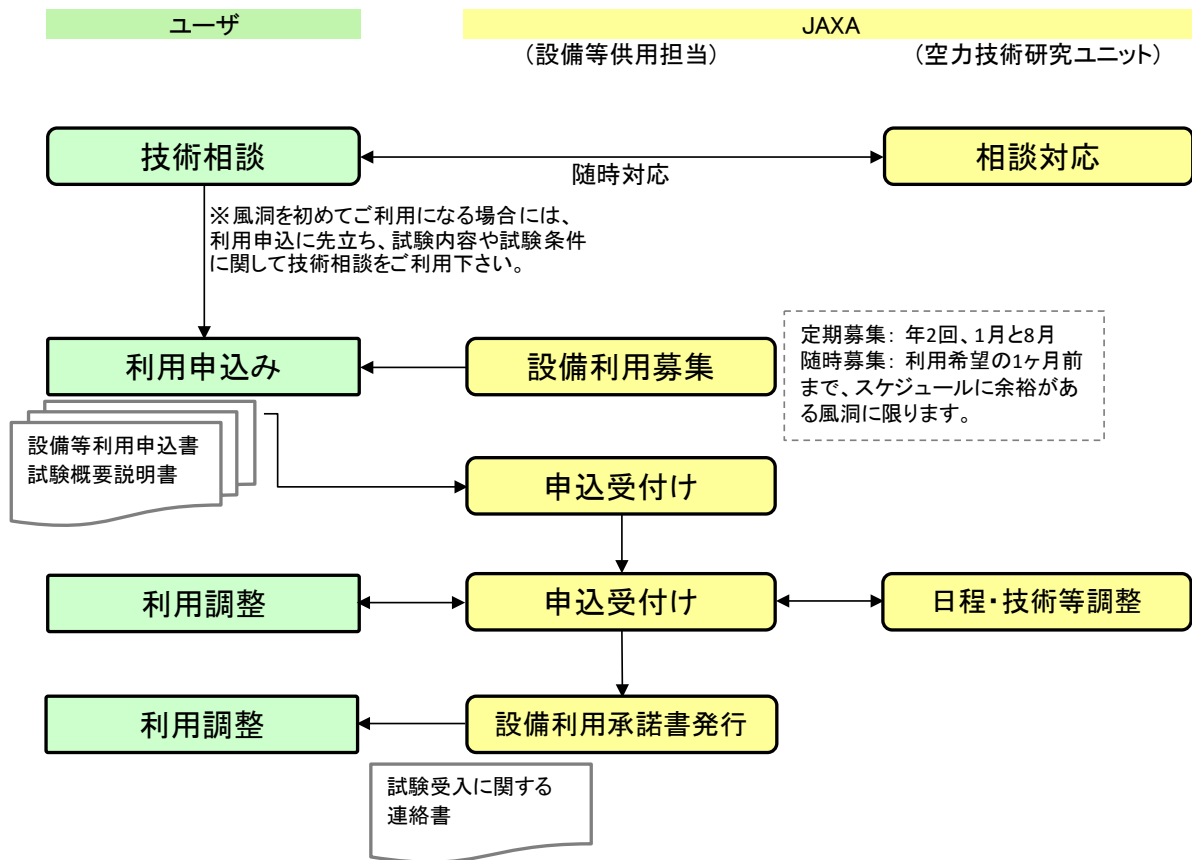 ユーザ
JAXA
（設備等供用担当）
（空力技術研究ユニット）
技術相談
随時対応
相談対応
※風洞を初めてご利用になる場合には、
利用申込に先立ち、試験内容や試験条件
に関して技術相談をご利用下さい。
利用申込み
設備利用募集
定期募集： 年2回、1月と8月
随時募集： 利用希望の1ヶ月前
まで、スケジュールに余裕があ
る風洞に限ります。
設備等利用申込書
試験概要説明書
申込受付け
利用調整
申込受付け
日程・技術等調整
利用調整
設備利用承諾書発行
試験受入に関する
連絡書